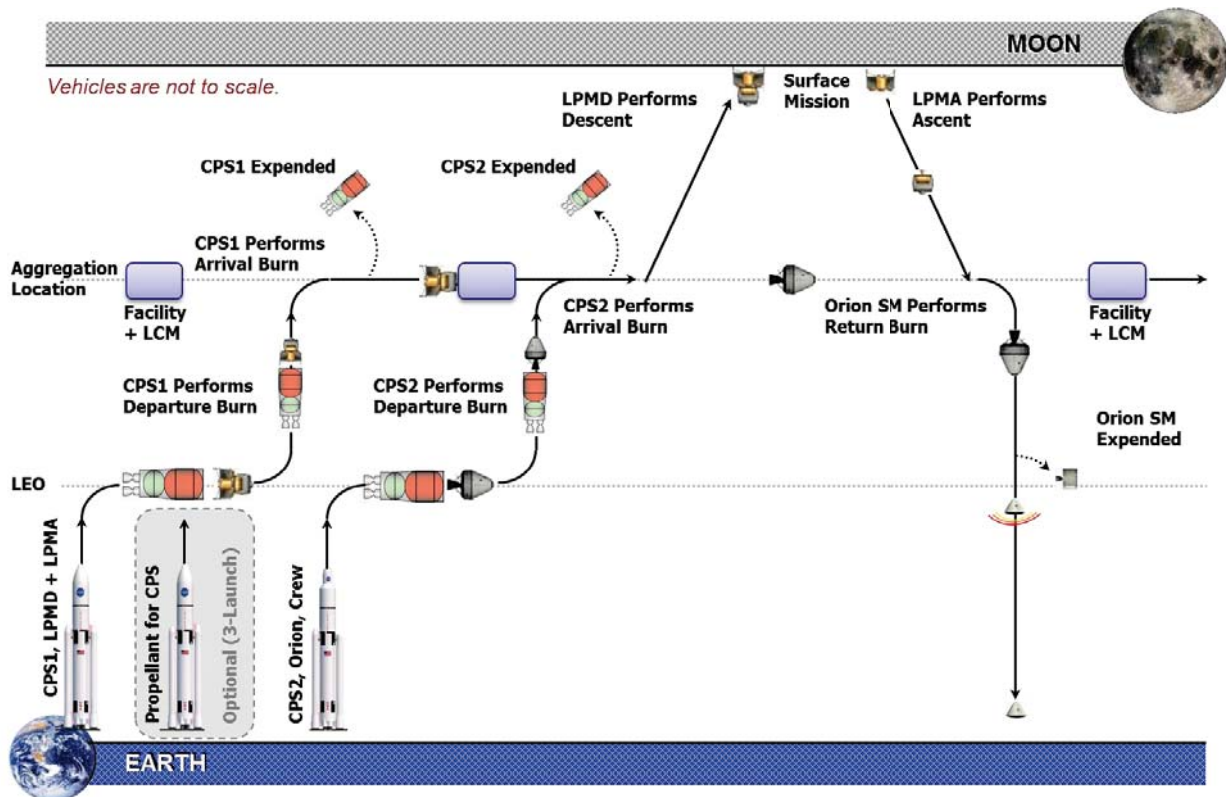 MOON
Vehicles are not to scale.
LPMD Performs
Descent
Surface
Mission
LPMA Performs
Ascent
CPS1 Expended
CPS2 Expended
CPS1 Performs
Arrival Burn
Aggregation
Location
Facility
+ LCM
CPS2 Performs
Arrival Burn
Orion SM Performs
Return Burn
Facility
+ LCM
CPS1 Performs
Departure Burn
CPS2 Performs
Departure Burn
Orion SM
Expended
LEO
CPS1, LPMD + LPMA
Propellant for CPS
Optional (3-Launch)
CPS2, Orion, Crew
EARTH